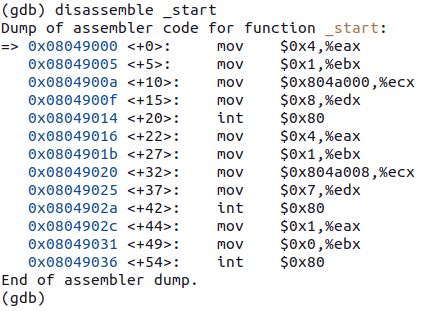 (gdb) disassemble _start
Dump of assembler code for function _start:
=> 0x08049000 <+0>:     mov    $0x4,%eax
   0x08049005 <+5>:     mov    $0x1,%ebx
   0x0804900a <+10>:    mov    $0x804a000,%ecx
   0x0804900f <+15>:    mov    $0x8,%edx
   0x08049014 <+20>:    int    $0x80
   0x08049016 <+22>:    mov    $0x4,%eax
   0x0804901b <+27>:    mov    $0x1,%ebx
   0x08049020 <+32>:    mov    $0x804a008,%ecx
   0x08049025 <+37>:    mov    $0x7,%edx
   0x0804902a <+42>:    int    $0x80
   0x0804902c <+44>:    mov    $0x1,%eax
   0x08049031 <+49>:    mov    $0x0,%ebx
   0x08049036 <+54>:    int    $0x80
End of assembler dump.
(gdb)